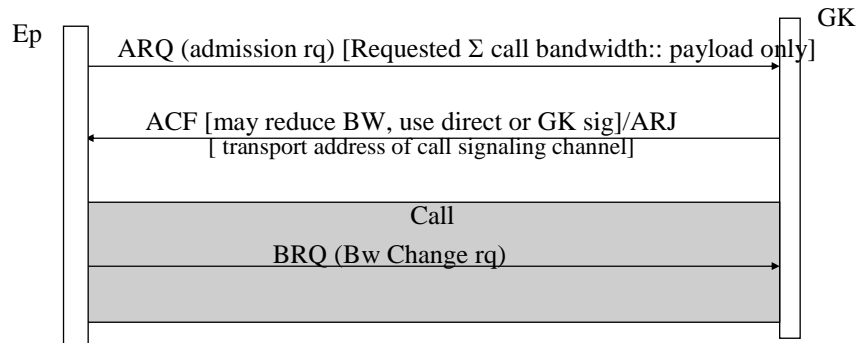 Ep
GK
ARQ (admission rq) [Requested Σ call bandwidth:: payload only]
ACF [may reduce BW, use direct or GK sig]/ARJ
[ transport address of call signaling channel]
Call
BRQ (Bw Change rq)